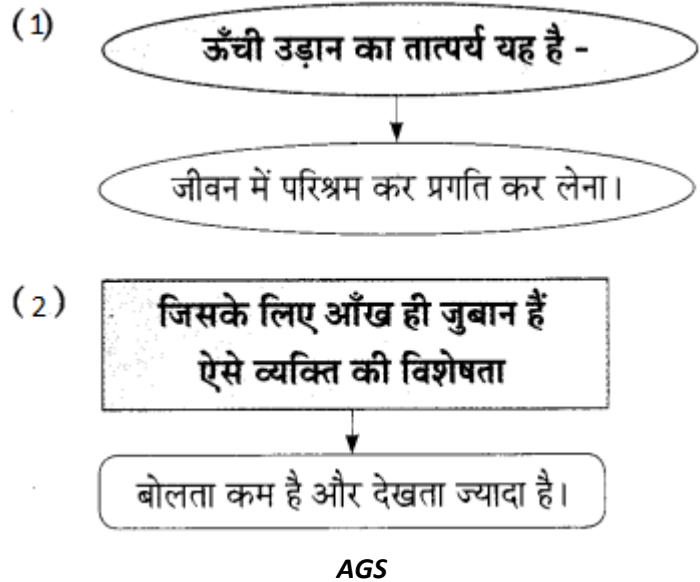 (1)
ऊँची उड़ान का तात्पर्य यह है -
जीवन में परिश्रम कर प्रगति कर लेना।
(2)
जिसके लिए आँख ही जुबान हैं
ऐसे व्यक्ति की विशेषता
बोलता कम है और देखता ज्यादा है।
AGS